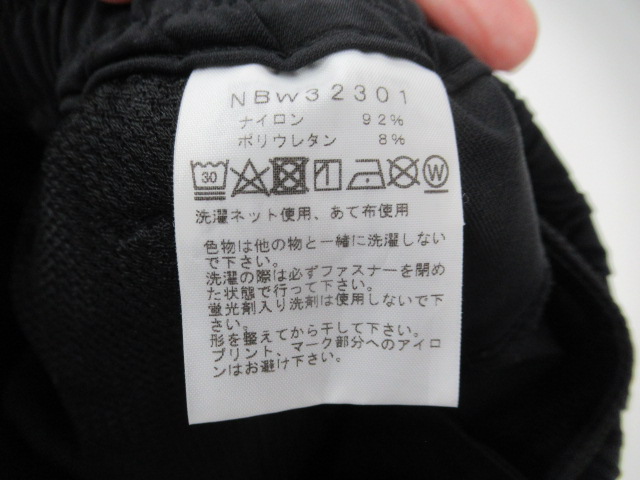 NBW32301
ナイロン 92%
ポリウレタン 8%
30 W
洗濯ネット使用、あて布使用
色物は他の物と一緒に洗濯しない
で下さい。
洗濯の際は必ずファスナーを閉め
た状態で行って下さい。
蛍光剤入り洗剤は使用しないで下
さい。
形を整えてから干して下さい。
プリント、マーク部分へのアイロ
ンはお避け下さい。